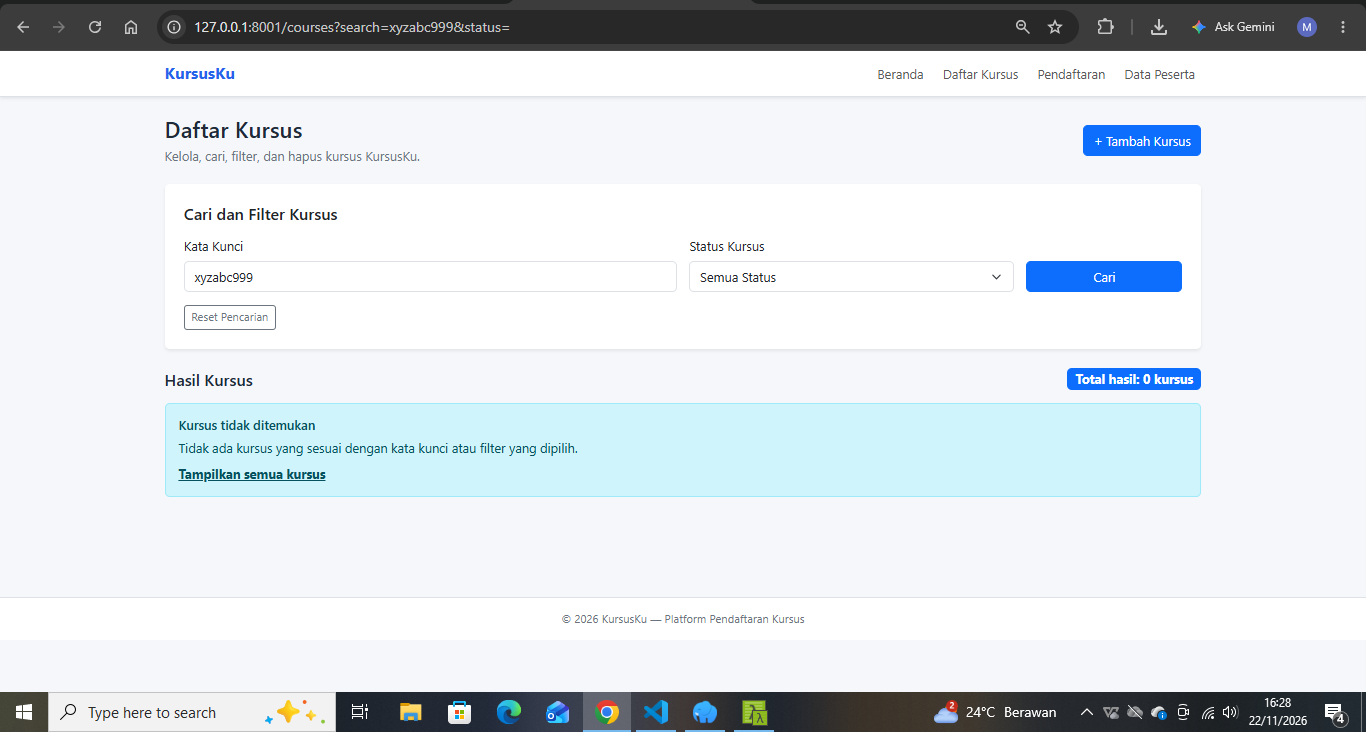 127.0.0.1:8001/courses?search=xyzabc999&status=
Ask Gemini
M
KursusKu
Beranda
Daftar Kursus
Pendaftaran
Data Peserta
Daftar Kursus
Kelola, cari, filter, dan hapus kursus KursusKu.
+ Tambah Kursus
Cari dan Filter Kursus
Kata Kunci
Status Kursus
xyzabc999
Semua Status
Cari
Reset Pencarian
Hasil Kursus
Total hasil: 0 kursus
Kursus tidak ditemukan
Tidak ada kursus yang sesuai dengan kata kunci atau filter yang dipilih.
Tampilkan semua kursus
© 2026 KursusKu — Platform Pendaftaran Kursus
Type here to search
2
24°C Berawan
16:28
22/11/2026
4